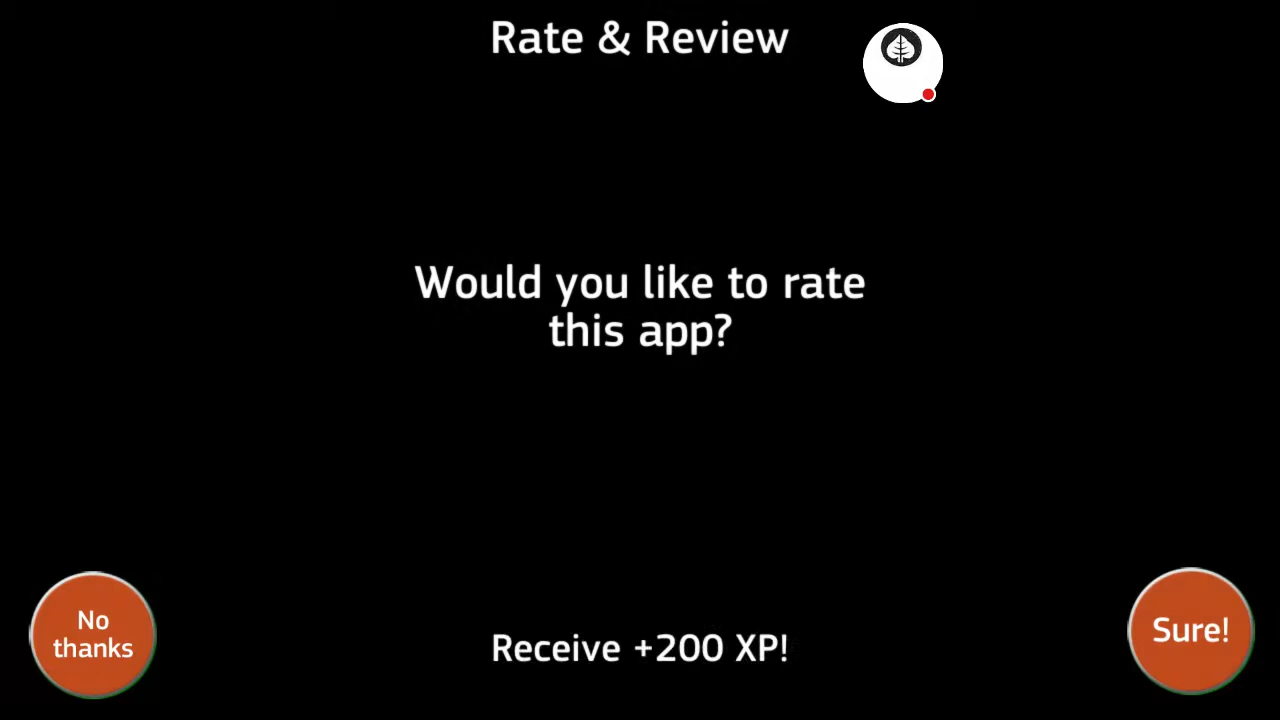 Rate & Review
Would you like to rate
this app?
No
thanks
Receive +200 XP!
Sure!